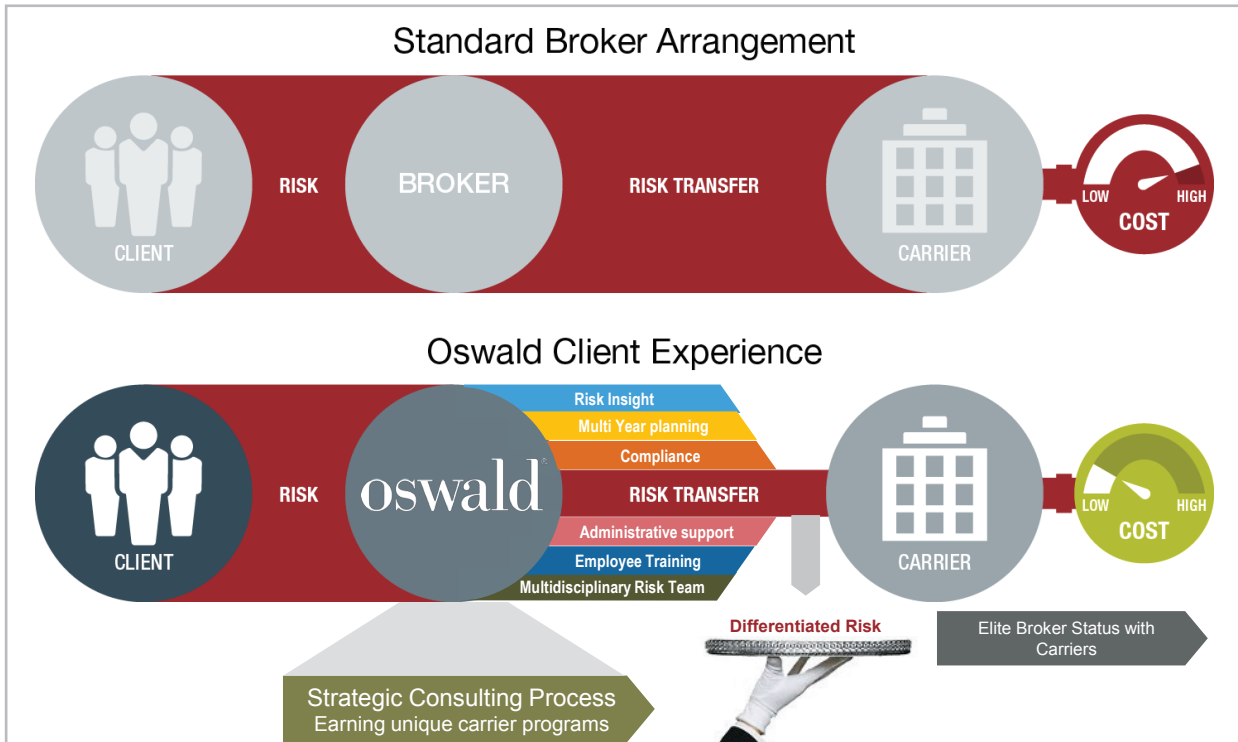 Standard Broker Arrangement
CLIENT
RISK
BROKER
RISK TRANSFER
CARRIER
LOW
HIGH
COST
Oswald Client Experience
CLIENT
RISK
oswald®
Risk Insight
Multi Year planning
Compliance
RISK TRANSFER
Administrative support
Employee Training
Multidisciplinary Risk Team
CARRIER
LOW
HIGH
COST
Differentiated Risk
Elite Broker Status with
Carriers
Strategic Consulting Process
Earning unique carrier programs